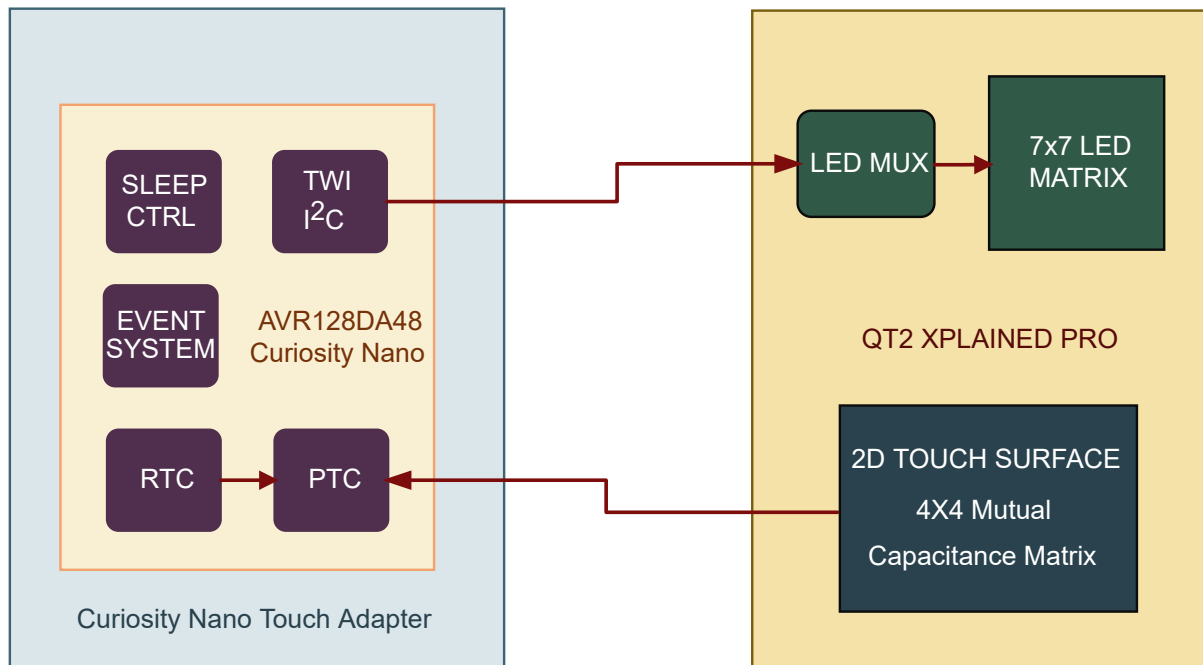 SLEEP
CTRL
TWI
I²C
EVENT
SYSTEM
AVR128DA48
Curiosity Nano
RTC
PTC
Curiosity Nano Touch Adapter
LED MUX
7x7 LED
MATRIX
QT2 XPLAINED PRO
2D TOUCH SURFACE
4X4 Mutual
Capacitance Matrix